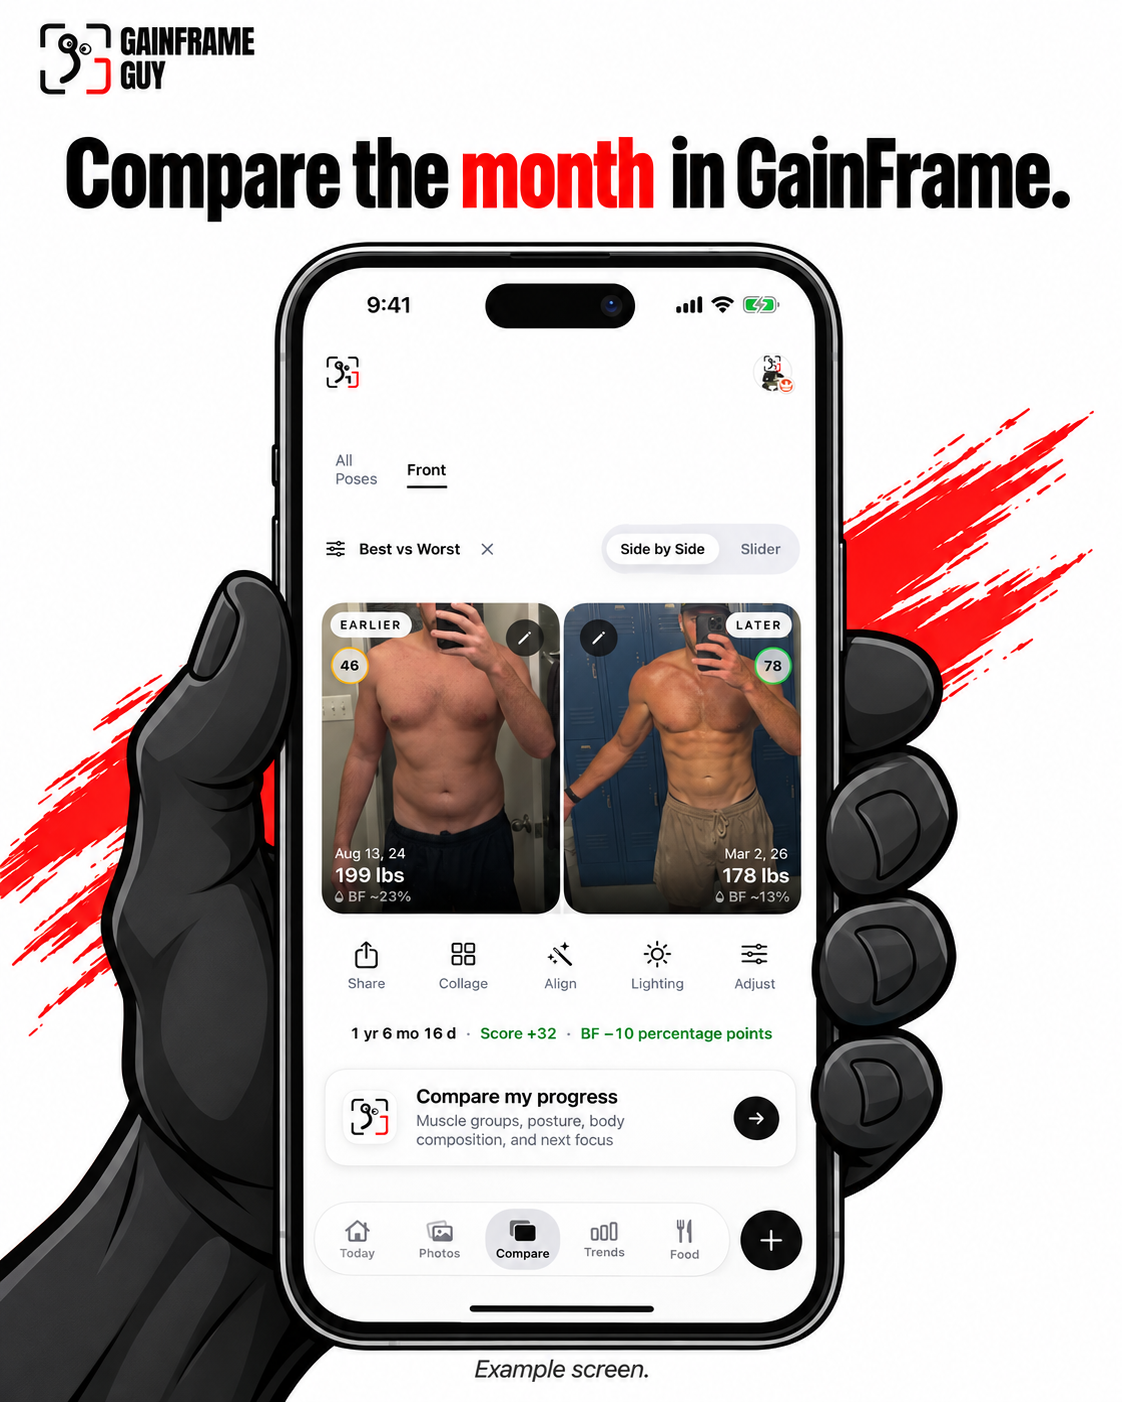 GAINFRAME
GUY
Compare the month in GainFrame.
9:41
All
Poses
Front
Best vs Worst
Side by Side
Slider
EARLIER
46
LATER
78
Aug 13, 24
199 lbs
BF ~23%
Mar 2, 26
178 lbs
BF ~13%
Share
Collage
Align
Lighting
Adjust
1 yr 6 mo 16 d · Score +32 · BF −10 percentage points
Compare my progress
Muscle groups, posture, body
composition, and next focus
Today
Photos
Compare
Trends
Food
Example screen.